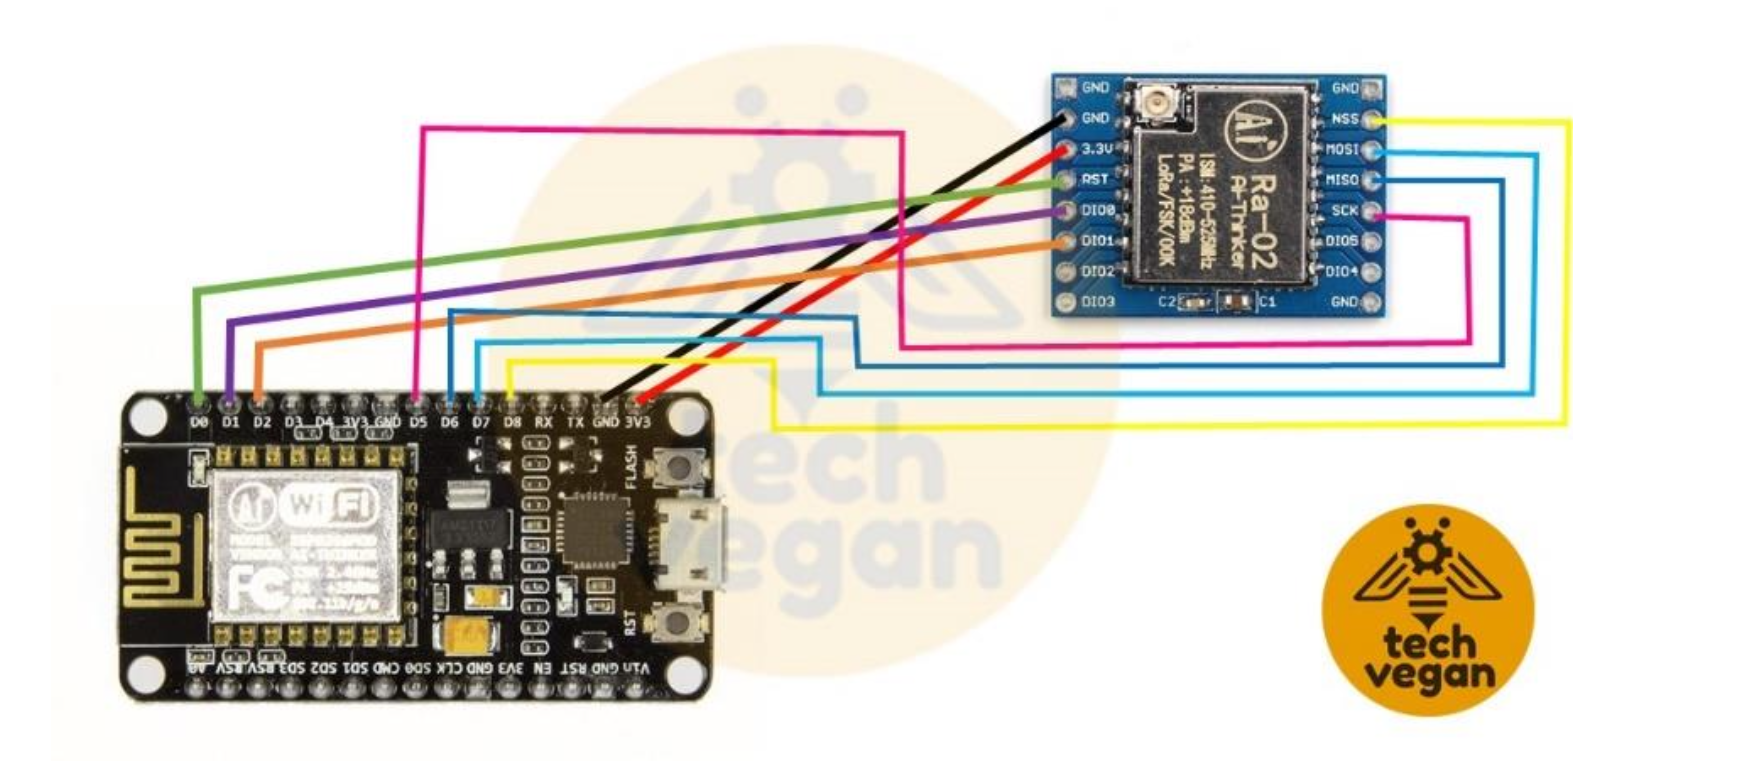 GND
GND
3.3V
RST
DIO0
DIO1
DIO2
DIO3
GND
NSS
MOSI
MISO
SCK
DIO5
DIO4
GND
C2
C1
Ai
Ra-02
Ai-Thinker
ISM:410-525MHz
PA :+18dBm
LoRa/FSK/OOK
D0 D1 D2 D3 D4 3V3 GND D5 D6 D7 D8 RX TX GND 3V3
FLASH
Ai WiFi
FC
RST
A0 RSV RSV SD3 SD2 SD1 CMD SD0 CLK GND 3V3 EN RST GND Vin
tech
vegan
tech
vegan